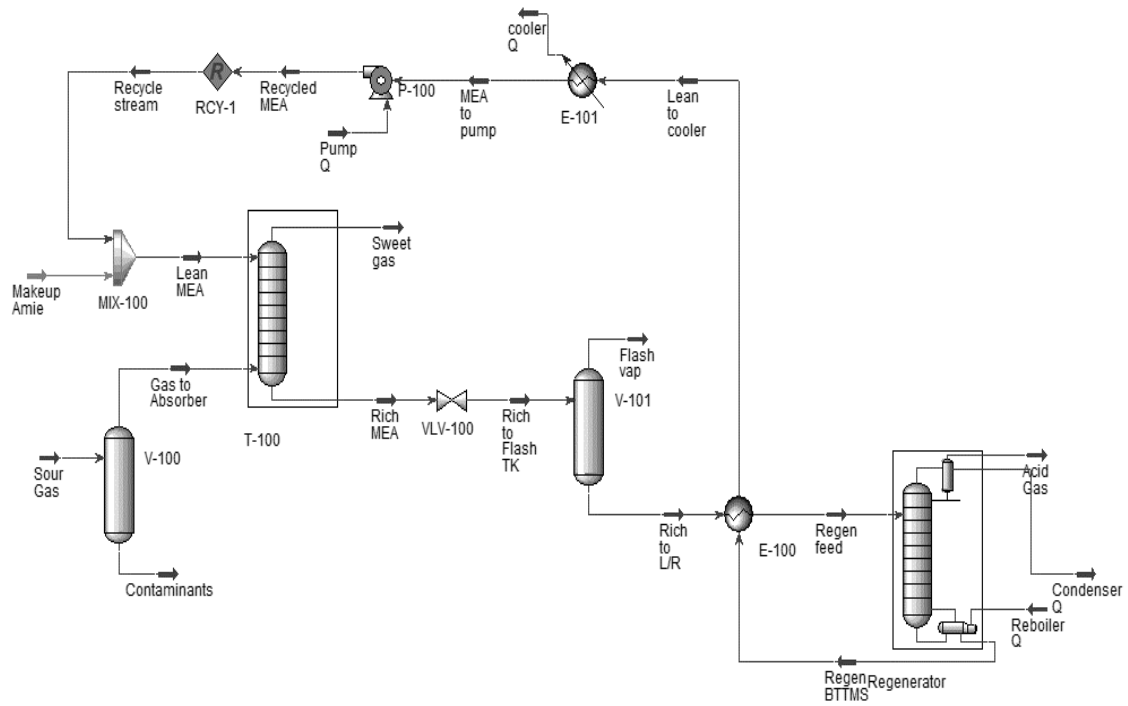 cooler
Q
Recycle
stream
R
RCY-1
Recycled
MEA
P-100
Pump
Q
MEA
to
pump
E-101
Lean
to
cooler
Makeup
Amie
MIX-100
Lean
MEA
Sweet
gas
Gas to
Absorber
T-100
Sour
Gas
V-100
Contaminants
Rich
MEA
VLV-100
Rich
to
Flash
TK
Flash
vap
V-101
Rich
to
L/R
E-100
Regen
feed
Acid
Gas
Condenser
Q
Reboiler
Q
Regen
BTTMS
Regenerator